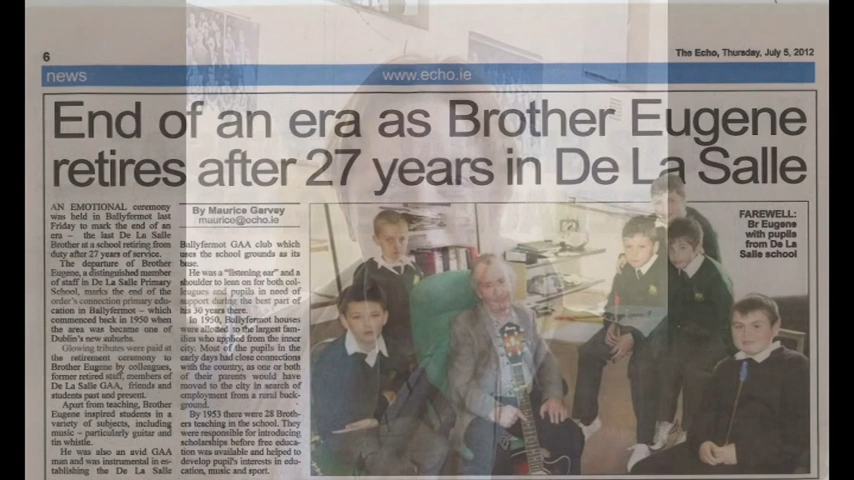 6
The Echo, Thursday, July 5, 2012
news
www.echo.ie
End of an era as Brother Eugene
retires after 27 years in De La Salle
AN EMOTIONAL ceremony
was held in Ballyfermot last
Friday to mark the end of an
era – the last De La Salle
Brother at a school retiring from
duty after 27 years of service.
The departure of Brother
Eugene, a distinguished member
of staff in De La Salle Primary
School, marks the end of the
order's connection primary edu-
cation in Ballyfermot – which
commenced back in 1950 when
the area was became one of
Dublin's new suburbs.
Glowing tributes were paid at
the retirement ceremony to
Brother Eugene by colleagues,
former retired staff, members of
De La Salle GAA, friends and
students past and present.
Apart from teaching, Brother
Eugene inspired students in a
variety of subjects, including
music – particularly guitar and
tin whistle.
He was also an avid GAA
man and was instrumental in es-
tablishing the De La Salle
By Maurice Garvey
maurice@echo.ie
Ballyfermot GAA club which
uses the school grounds as its
base.
He was a "listening ear" and a
shoulder to lean on for both col-
leagues and pupils in need of
support during the best part of
his 30 years there.
In 1950, Ballyfermot houses
were allotted to the largest fam-
ilies who applied from the inner
city. Most of the pupils in the
early days had close connections
with the country, as one or both
of their parents would have
moved to the city in search of
employment from a rural back-
ground.
By 1953 there were 28 Broth-
ers teaching in the school. They
were responsible for introducing
scholarships before free educa-
tion was available and helped to
develop pupil's interests in edu-
cation, music and sport.
FAREWELL:
Br Eugene
with pupils
from De La
Salle school